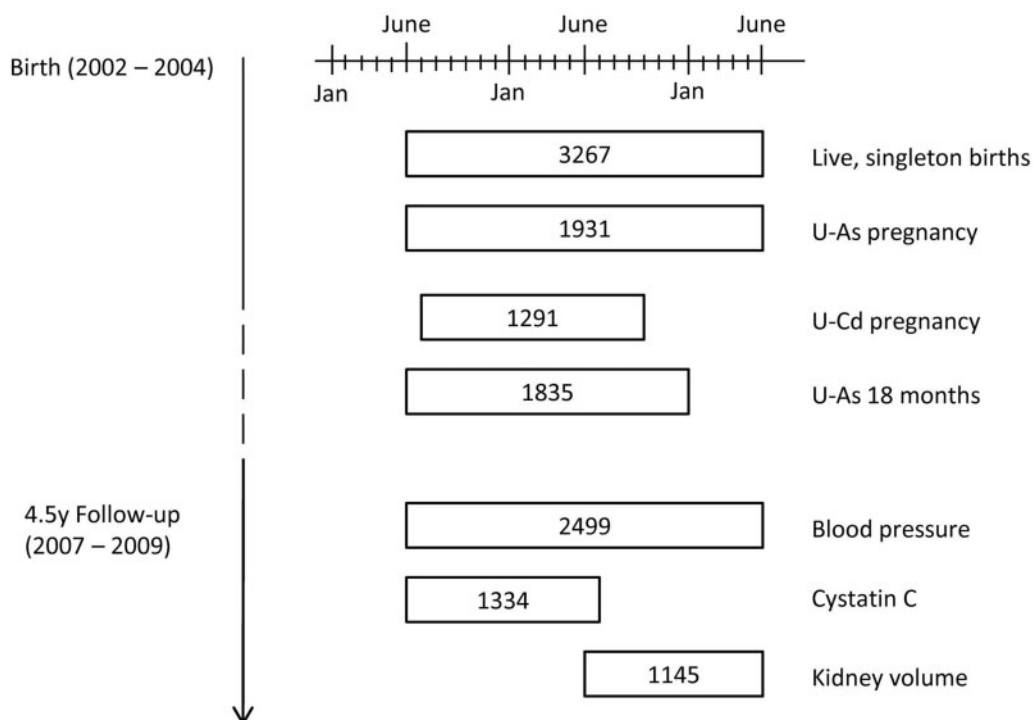 June June June
Birth (2002 – 2004)
Jan Jan Jan
3267 Live, singleton births
1931 U-As pregnancy
1291 U-Cd pregnancy
1835 U-As 18 months
4.5y Follow-up
(2007 – 2009)
2499 Blood pressure
1334 Cystatin C
1145 Kidney volume